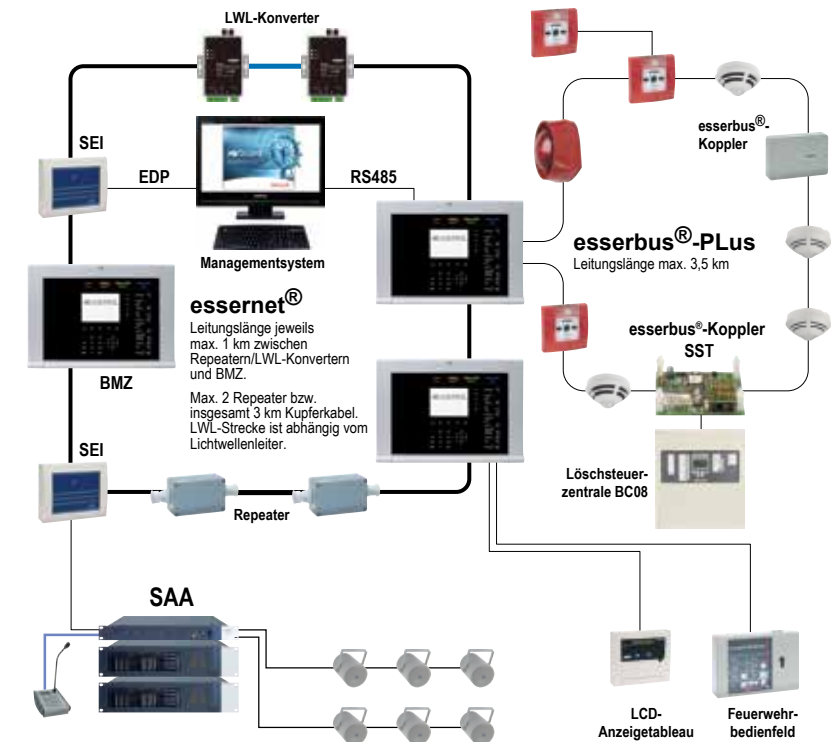 LWL-Konverter
SEI
EDP
RS485
Managementsystem
esserbus®-
Koppler
esserbus®-PLus
Leitungslänge max. 3,5 km
essernet®
Leitungslänge jeweils
max. 1 km zwischen
Repeatern/LWL-Konvertern
und BMZ.
Max. 2 Repeater bzw.
insgesamt 3 km Kupferkabel.
LWL-Strecke ist abhängig vom
Lichtwellenleiter.
BMZ
esserbus®-Koppler
SST
SEI
Repeater
Löschsteuer-
zentrale BC08
SAA
LCD-
Anzeigetableau
Feuerwehr-
bedienfeld